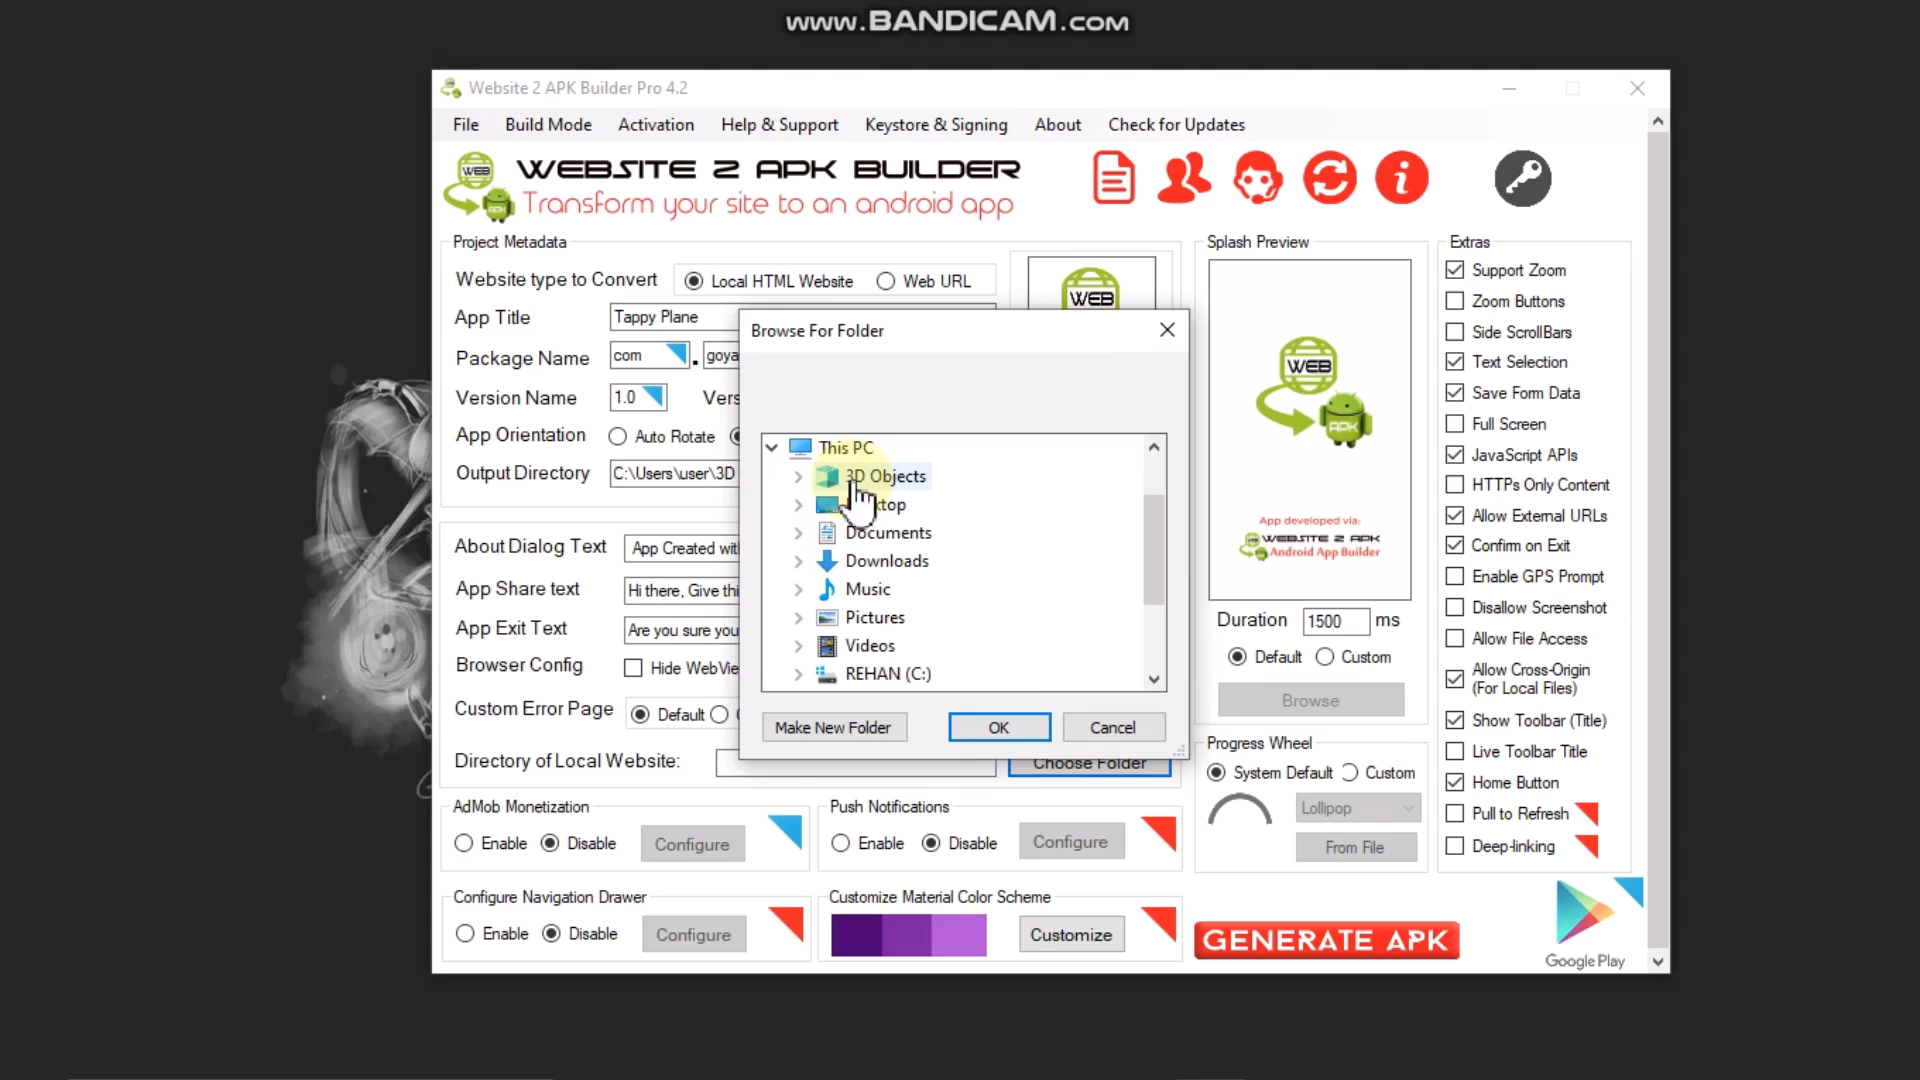 www.BANDICAM.com
Website 2 APK Builder Pro 4.2
File Build Mode Activation Help & Support Keystore & Signing About Check for Updates
WEB
APK
WEBSITE 2 APK BUILDER
Transform your site to an android app
Project Metadata
Website type to Convert
Local HTML Website
Web URL
App Title
Tappy Plane
Package Name
com . goya
Version Name
1.0
App Orientation
Auto Rotate
Output Directory
C:\Users\user\3D
WEB
About Dialog Text
App Created wit
App Share text
Hi there, Give thi
App Exit Text
Are you sure you
Browser Config
Hide WebVie
Custom Error Page
Default
Directory of Local Website:
Choose Folder
Browse For Folder
This PC
3D Objects
Documents
Downloads
Music
Pictures
Videos
REHAN (C:)
Make New Folder
OK
Cancel
AdMob Monetization
Enable
Disable
Configure
Push Notifications
Enable
Disable
Configure
Configure Navigation Drawer
Enable
Disable
Configure
Customize Material Color Scheme
Customize
Splash Preview
WEB
APK
App developed via:
WEBSITE 2 APK
Android App Builder
Duration
1500
ms
Default
Custom
Browse
Progress Wheel
System Default
Custom
Lollipop
From File
GENERATE APK
Extras
Support Zoom
Zoom Buttons
Side ScrollBars
Text Selection
Save Form Data
Full Screen
JavaScript APIs
HTTPs Only Content
Allow External URLs
Confirm on Exit
Enable GPS Prompt
Disallow Screenshot
Allow File Access
Allow Cross-Origin
(For Local Files)
Show Toolbar (Title)
Live Toolbar Title
Home Button
Pull to Refresh
Deep-linking
Google Play